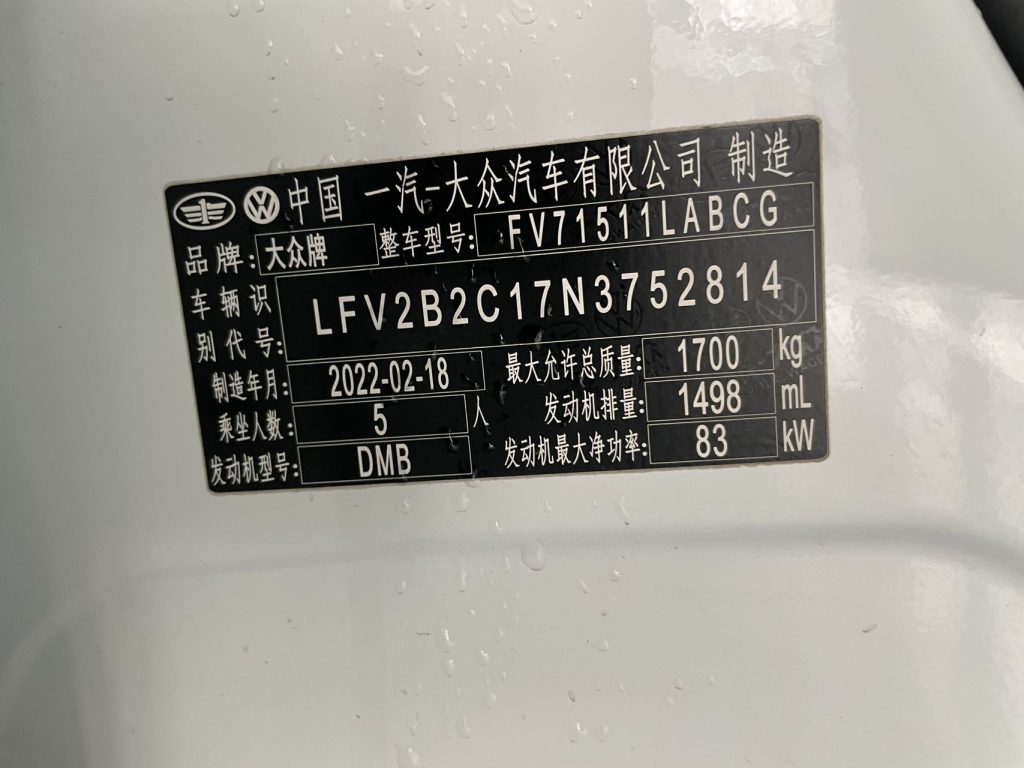 中国 一汽-大众汽车有限公司 制造
品牌: 大众牌 整车型号: FV71511LABCG
车辆识别代号: LFV2B2C17N3752814
制造年月: 2022-02-18 最大允许总质量: 1700 kg
乘坐人数: 5 人 发动机排量: 1498 mL
发动机型号: DMB 发动机最大净功率: 83 kW